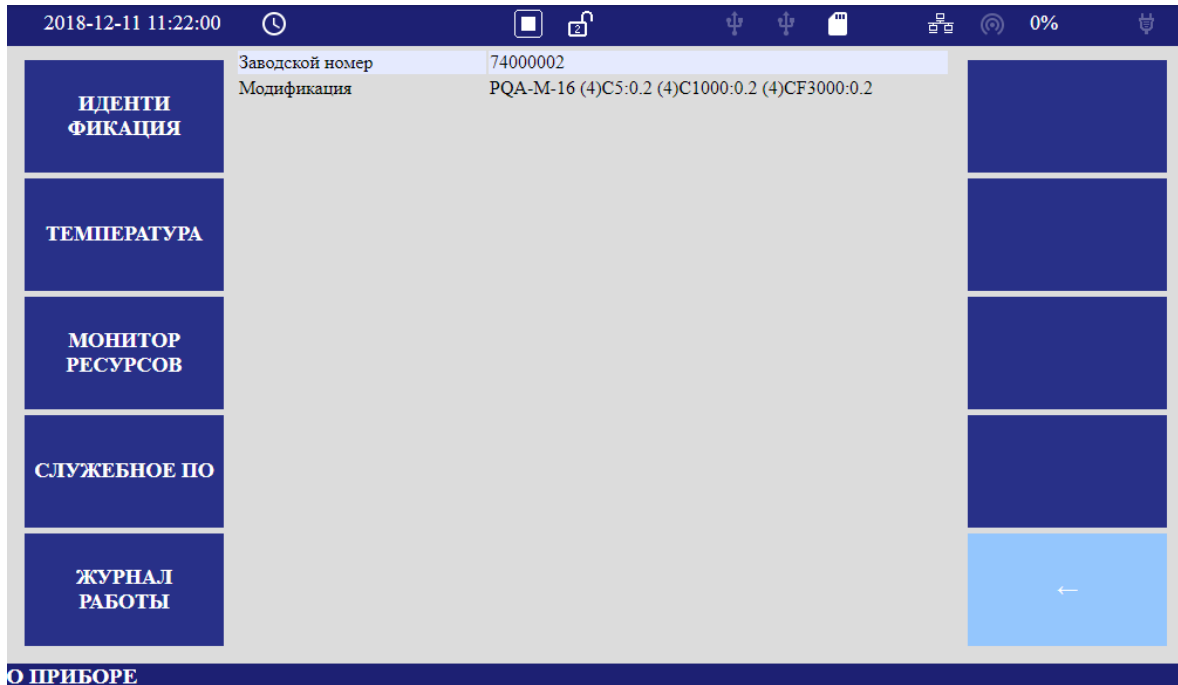 2018-12-11 11:22:00 2 0%
Заводской номер 74000002
Модификация PQA-M-16 (4)C5:0.2 (4)C1000:0.2 (4)CF3000:0.2
ИДЕНТИ
ФИКАЦИЯ
ТЕМПЕРАТУРА
МОНИТОР
РЕСУРСОВ
СЛУЖЕБНОЕ ПО
ЖУРНАЛ
РАБОТЫ
←
О ПРИБОРЕ